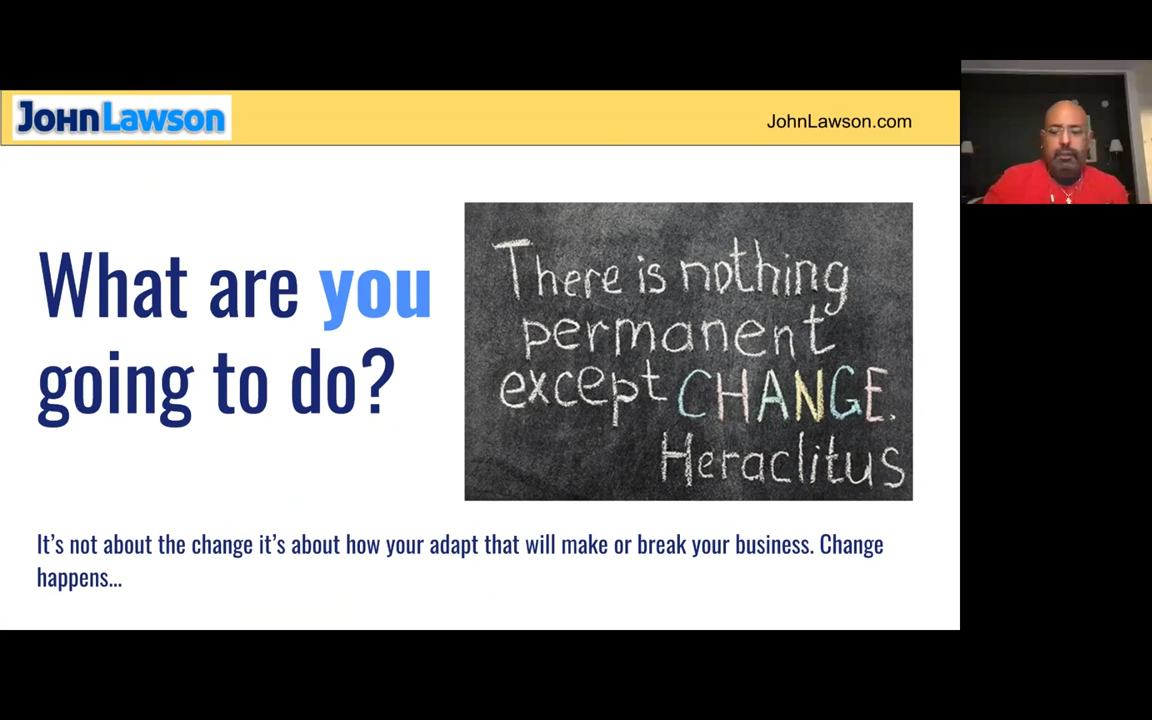 JohnLawson
JohnLawson.com
What are you
going to do?
There is nothing
permanent
except CHANGE.
Heraclitus
It's not about the change it's about how your adapt that will make or break your business. Change
happens...